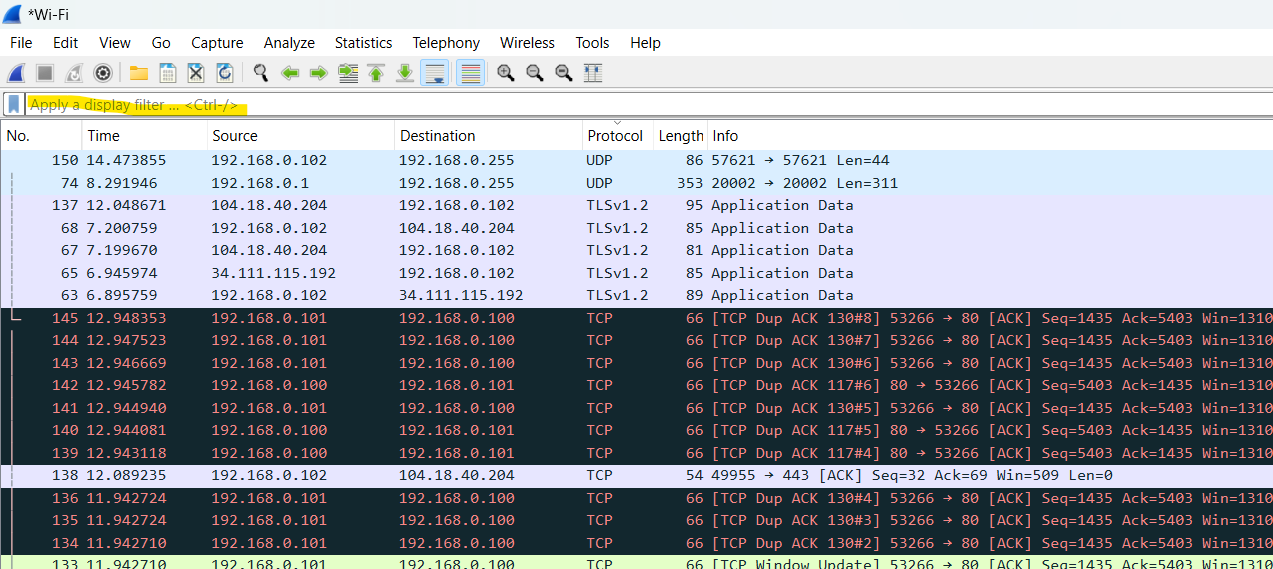 *Wi-Fi
File Edit View Go Capture Analyze Statistics Telephony Wireless Tools Help
Apply a display filter ... <Ctrl-/>
No. Time Source Destination Protocol Length Info
150 14.473855 192.168.0.102 192.168.0.255 UDP 86 57621 → 57621 Len=44
74 8.291946 192.168.0.1 192.168.0.255 UDP 353 20002 → 20002 Len=311
137 12.048671 104.18.40.204 192.168.0.102 TLSv1.2 95 Application Data
68 7.200759 192.168.0.102 104.18.40.204 TLSv1.2 85 Application Data
67 7.199670 104.18.40.204 192.168.0.102 TLSv1.2 81 Application Data
65 6.945974 34.111.115.192 192.168.0.102 TLSv1.2 85 Application Data
63 6.895759 192.168.0.102 34.111.115.192 TLSv1.2 89 Application Data
145 12.948353 192.168.0.101 192.168.0.100 TCP 66 [TCP Dup ACK 130#8] 53266 → 80 [ACK] Seq=1435 Ack=5403 Win=1310
144 12.947523 192.168.0.101 192.168.0.100 TCP 66 [TCP Dup ACK 130#7] 53266 → 80 [ACK] Seq=1435 Ack=5403 Win=1310
143 12.946669 192.168.0.101 192.168.0.100 TCP 66 [TCP Dup ACK 130#6] 53266 → 80 [ACK] Seq=1435 Ack=5403 Win=1310
142 12.945782 192.168.0.100 192.168.0.101 TCP 66 [TCP Dup ACK 117#6] 80 → 53266 [ACK] Seq=5403 Ack=1435 Win=1310
141 12.944940 192.168.0.101 192.168.0.100 TCP 66 [TCP Dup ACK 130#5] 53266 → 80 [ACK] Seq=1435 Ack=5403 Win=1310
140 12.944081 192.168.0.100 192.168.0.101 TCP 66 [TCP Dup ACK 117#5] 80 → 53266 [ACK] Seq=5403 Ack=1435 Win=1310
139 12.943118 192.168.0.100 192.168.0.101 TCP 66 [TCP Dup ACK 117#4] 80 → 53266 [ACK] Seq=5403 Ack=1435 Win=1310
138 12.089235 192.168.0.102 104.18.40.204 TCP 54 49955 → 443 [ACK] Seq=32 Ack=69 Win=509 Len=0
136 11.942724 192.168.0.101 192.168.0.100 TCP 66 [TCP Dup ACK 130#4] 53266 → 80 [ACK] Seq=1435 Ack=5403 Win=1310
135 11.942724 192.168.0.101 192.168.0.100 TCP 66 [TCP Dup ACK 130#3] 53266 → 80 [ACK] Seq=1435 Ack=5403 Win=1310
134 11.942710 192.168.0.101 192.168.0.100 TCP 66 [TCP Dup ACK 130#2] 53266 → 80 [ACK] Seq=1435 Ack=5403 Win=1310
133 11.942710 192.168.0.101 192.168.0.100 TCP 66 [TCP Window Update] 53266 → 80 [ACK] Seq=1435 Ack=5403 Win=1310